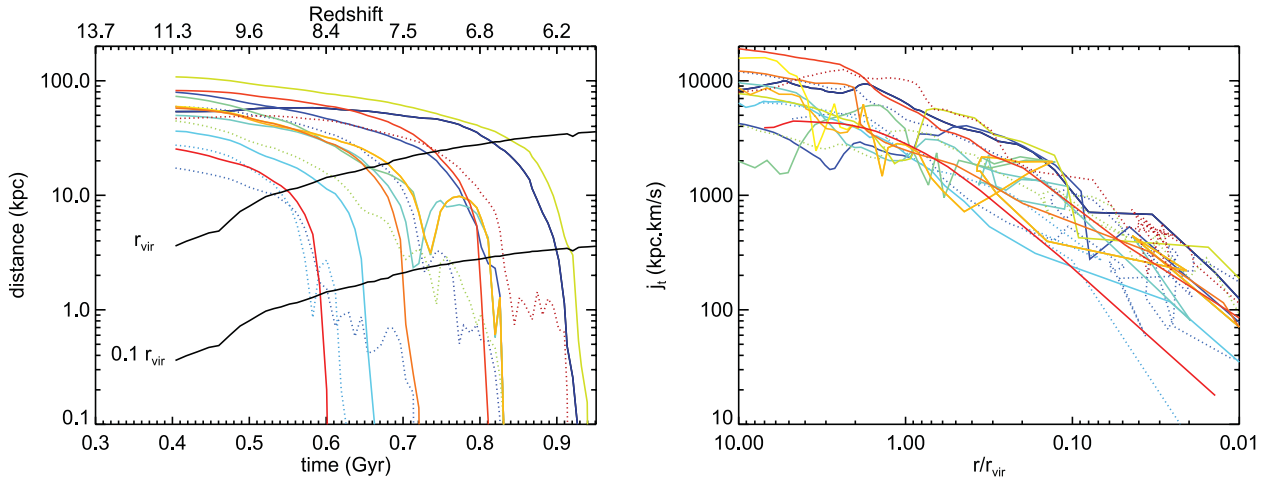 Redshift
13.7 11.3 9.6 8.4 7.5 6.8 6.2
distance (kpc)
100.0
10.0
1.0
0.1
r_vir
0.1 r_vir
0.3 0.4 0.5 0.6 0.7 0.8 0.9
time (Gyr)
j_t (kpc.km/s)
10000
1000
100
10
10.00 1.00 0.10 0.01
r/r_vir